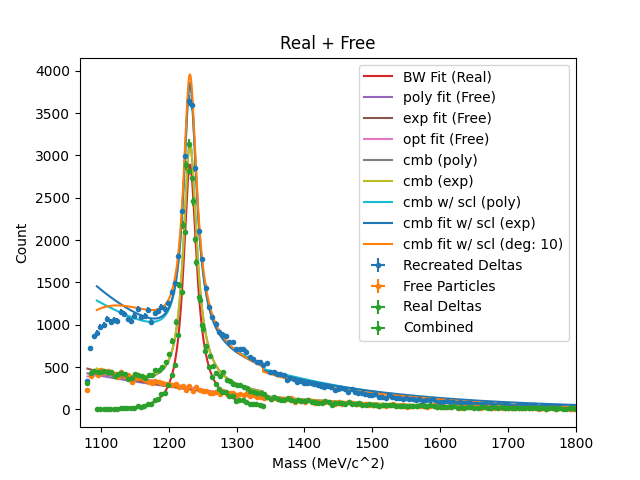 Real + Free
4000
3500
3000
2500
2000
1500
1000
500
0
Count
1100
1200
1300
1400
1500
1600
1700
1800
Mass (MeV/c^2)
BW Fit (Real)
poly fit (Free)
exp fit (Free)
opt fit (Free)
cmb (poly)
cmb (exp)
cmb w/ scl (poly)
cmb fit w/ scl (exp)
cmb fit w/ scl (deg: 10)
Recreated Deltas
Free Particles
Real Deltas
Combined